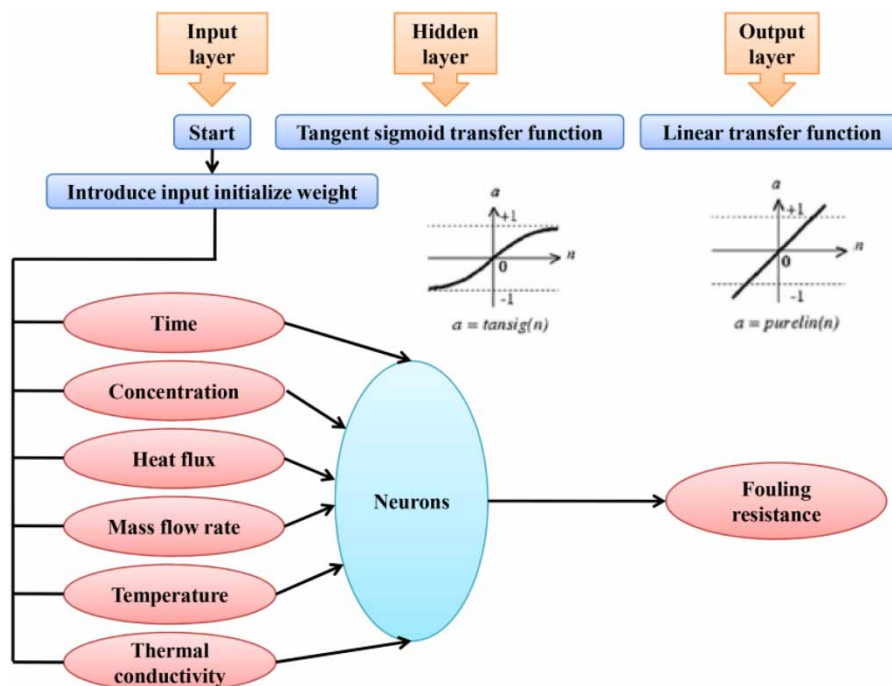 Input
layer
Hidden
layer
Output
layer
Start
Tangent sigmoid transfer function
Linear transfer function
Introduce input initialize weight
a
+1
n
0
-1
a = tansig(n)
a
+1
n
0
-1
a = purelin(n)
Time
Concentration
Heat flux
Mass flow rate
Temperature
Thermal
conductivity
Neurons
Fouling
resistance